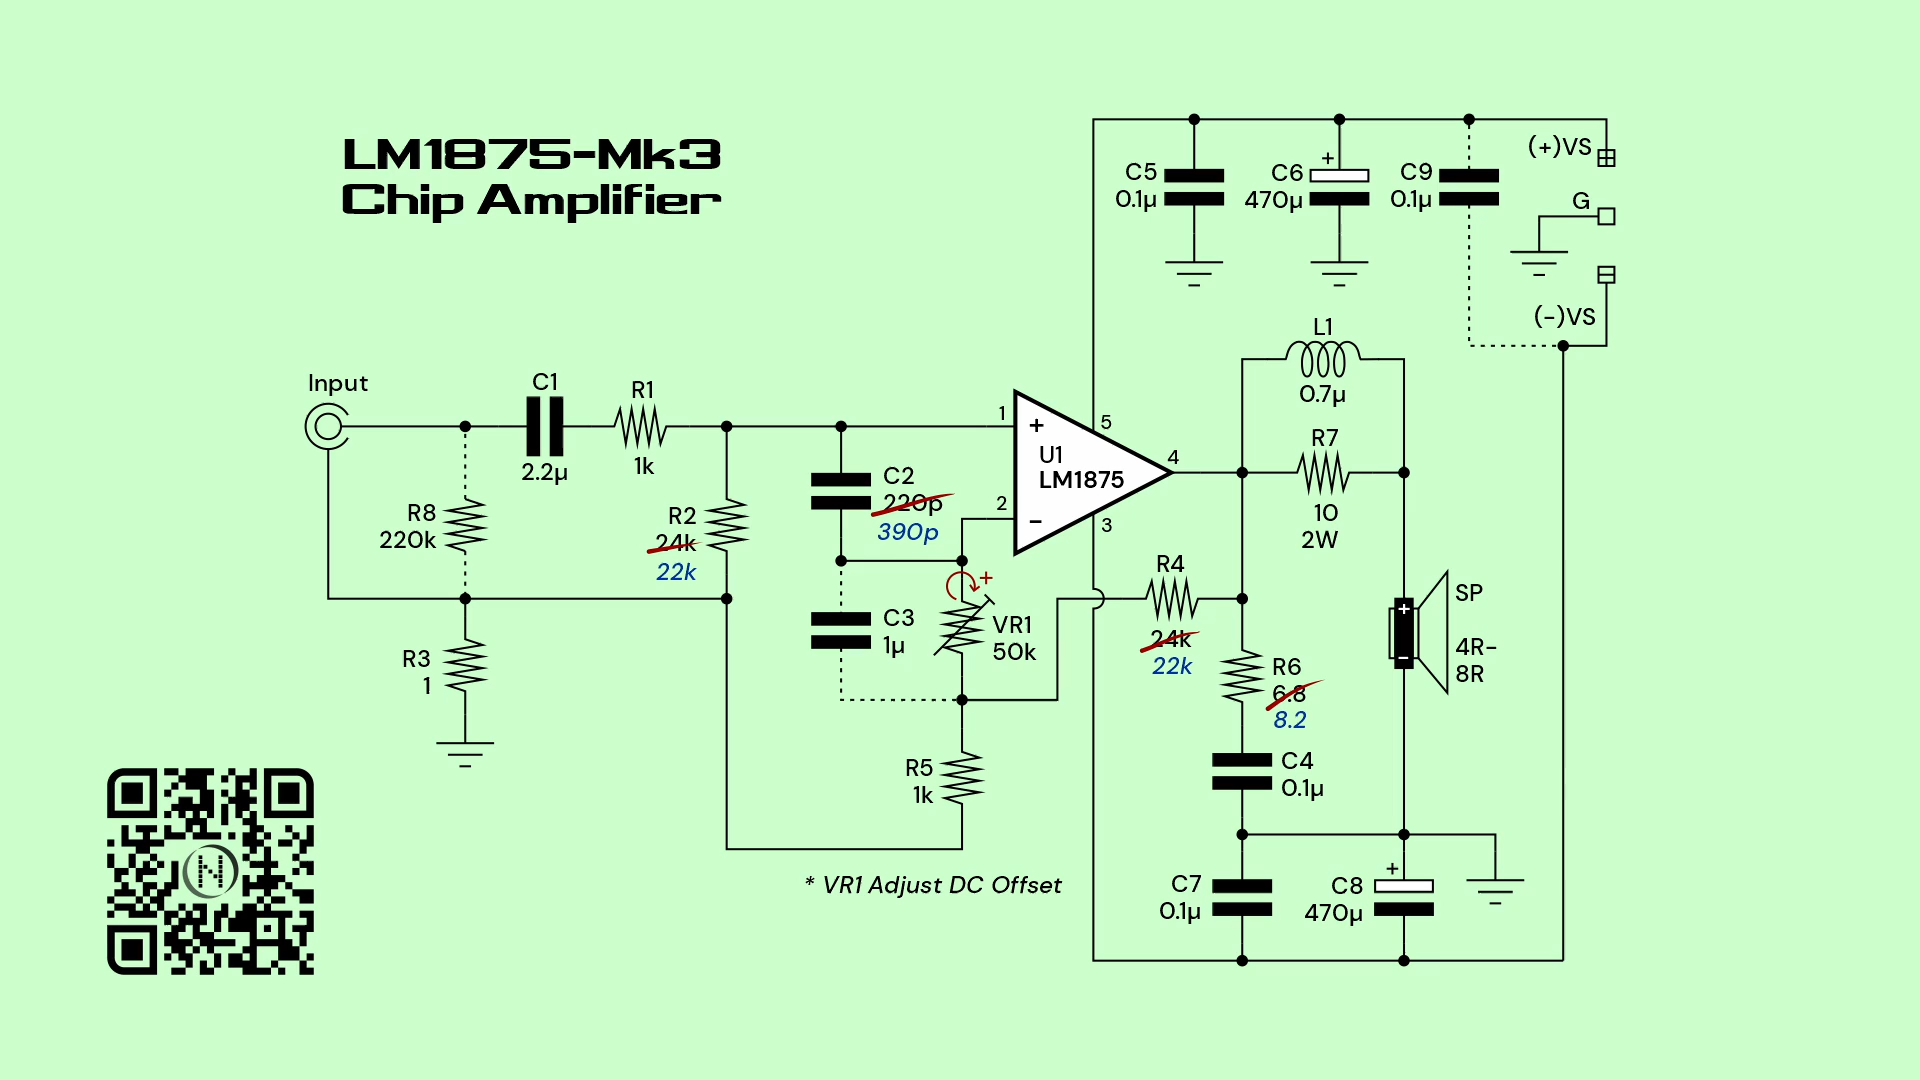 LM1875-Mk3
Chip Amplifier
(+)VS
C5
0.1µ
+
C6
470µ
C9
0.1µ
G
(-)VS
L1
0.7µ
Input
C1
2.2µ
R1
1k
1
+
5
U1
LM1875
4
2
-
3
R7
10
2W
C2
220p
390p
R8
220k
R2
24k
22k
+
R4
24k
22k
C3
1µ
VR1
50k
+
-
SP
4R-
8R
R3
1
R6
6.8
8.2
R5
1k
C4
0.1µ
C7
0.1µ
+
C8
470µ
* VR1 Adjust DC Offset
N